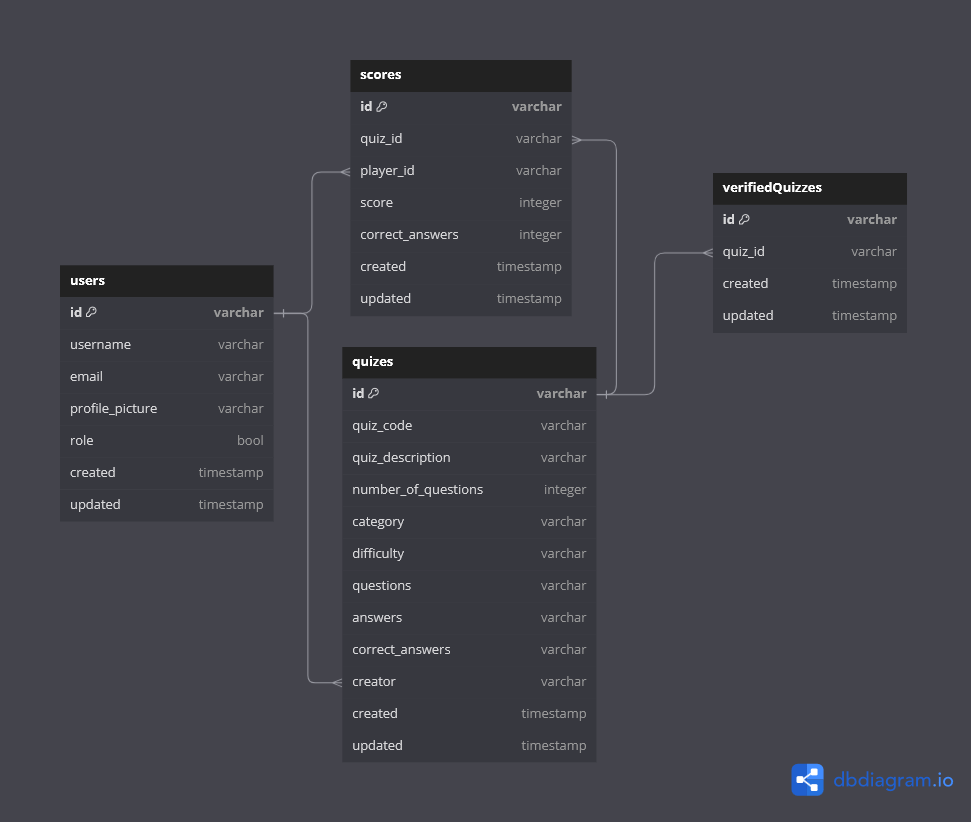 scores
id varchar
quiz_id varchar
player_id varchar
score integer
correct_answers integer
created timestamp
updated timestamp
verifiedQuizzes
id varchar
quiz_id varchar
created timestamp
updated timestamp
users
id varchar
username varchar
email varchar
profile_picture varchar
role bool
created timestamp
updated timestamp
quizes
id varchar
quiz_code varchar
quiz_description varchar
number_of_questions integer
category varchar
difficulty varchar
questions varchar
answers varchar
correct_answers varchar
creator varchar
created timestamp
updated timestamp
dbdiagram.io